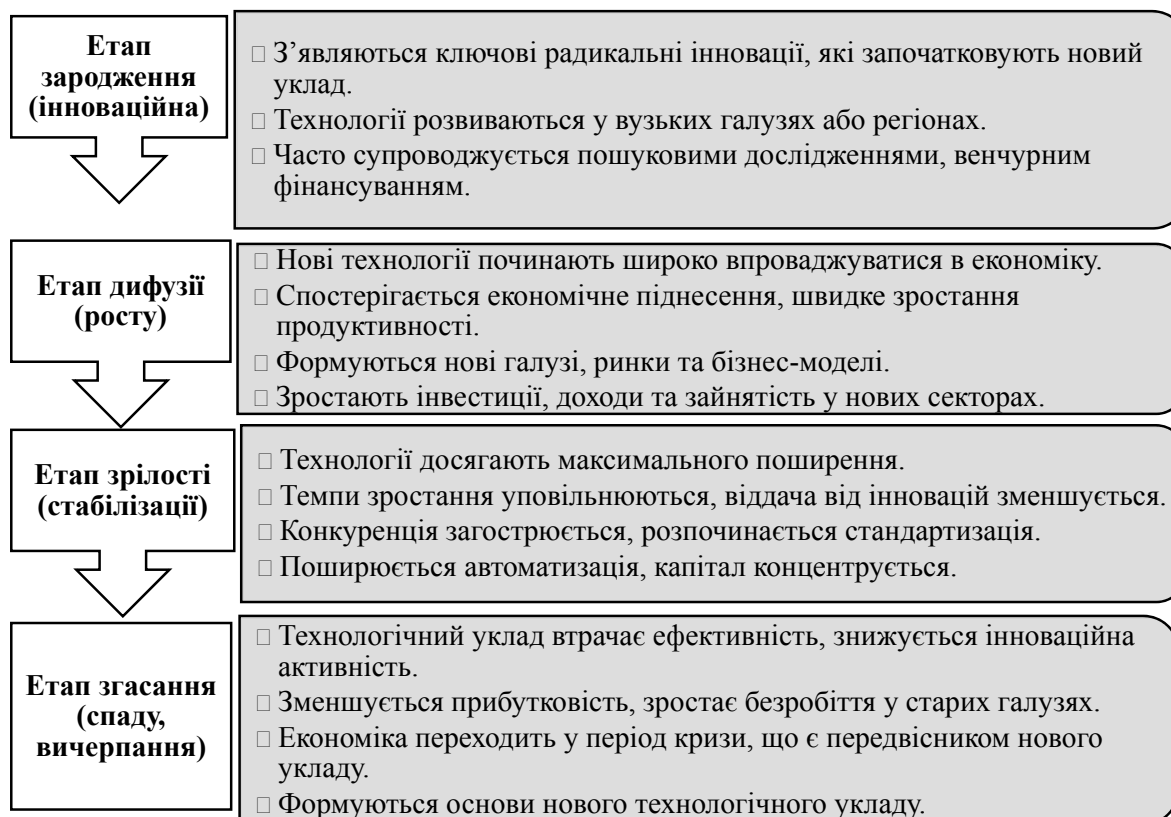 Етап
зародження
(інноваційна)
□ З’являються ключові радикальні інновації, які започатковують новий
уклад.
□ Технології розвиваються у вузьких галузях або регіонах.
□ Часто супроводжується пошуковими дослідженнями, венчурним
фінансуванням.
Етап дифузії
(росту)
□ Нові технології починають широко впроваджуватися в економіку.
□ Спостерігається економічне піднесення, швидке зростання
продуктивності.
□ Формуються нові галузі, ринки та бізнес-моделі.
□ Зростають інвестиції, доходи та зайнятість у нових секторах.
Етап зрілості
(стабілізації)
□ Технології досягають максимального поширення.
□ Темпи зростання уповільнюються, віддача від інновацій зменшується.
□ Конкуренція загострюється, розпочинається стандартизація.
□ Поширюється автоматизація, капітал концентрується.
Етап згасання
(спаду,
вичерпання)
□ Технологічний уклад втрачає ефективність, знижується інноваційна
активність.
□ Зменшується прибутковість, зростає безробіття у старих галузях.
□ Економіка переходить у період кризи, що є передвісником нового
укладу.
□ Формуються основи нового технологічного укладу.